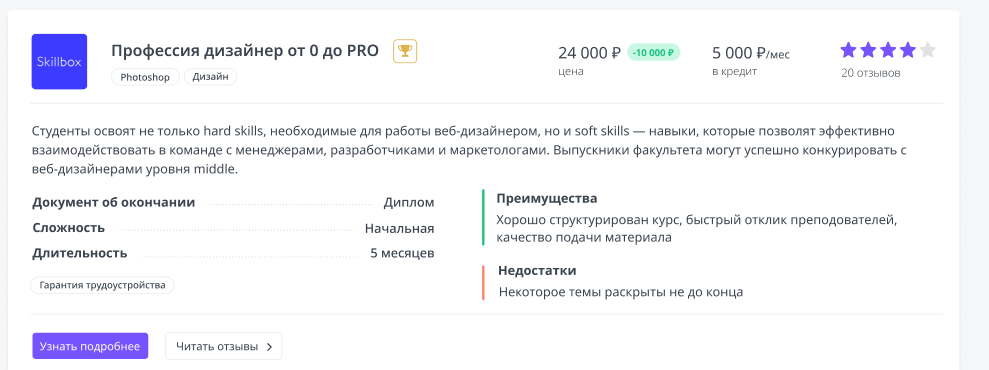 Skillbox
Профессия дизайнер от 0 до PRO
Photoshop
Дизайн
24 000 ₽
-10 000 ₽
цена
5 000 ₽/мес
в кредит
20 отзывов
Студенты освоят не только hard skills, необходимые для работы веб-дизайнером, но и soft skills — навыки, которые позволят эффективно
взаимодействовать в команде с менеджерами, разработчиками и маркетологами. Выпускники факультета могут успешно конкурировать с
веб-дизайнерами уровня middle.
Документ об окончании Диплом
Сложность Начальная
Длительность 5 месяцев
Гарантия трудоустройства
Преимущества
Хорошо структурирован курс, быстрый отклик преподователей,
качество подачи материала
Недостатки
Некоторое темы раскрыты не до конца
Узнать подробнее
Читать отзывы